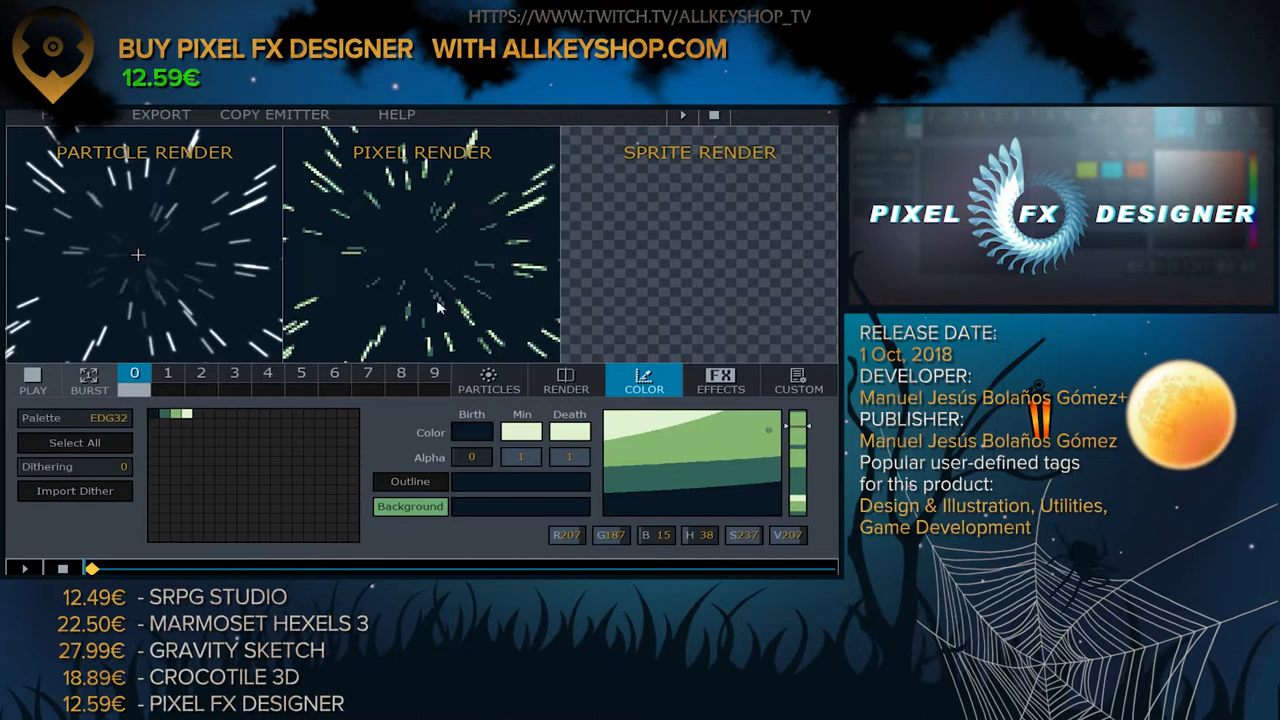 HTTPS://WWW.TWITCH.TV/ALLKEYSHOP_TV
BUY PIXEL FX DESIGNER WITH ALLKEYSHOP.COM
12.59€
EXPORT COPY EMITTER HELP
PARTICLE RENDER PIXEL RENDER SPRITE RENDER
PIXEL FX DESIGNER
PLAY BURST 0 1 2 3 4 5 6 7 8 9 PARTICLES RENDER COLOR FX EFFECTS CUSTOM
Palette EDG32
Select All
Dithering 0
Import Dither
Birth Min Death
Color
Alpha 0 1 1
Outline
Background
R207 G187 B 15 H 38 S237 V207
RELEASE DATE:
1 Oct, 2018
DEVELOPER:
Manuel Jesús Bolaños Gómez+
PUBLISHER:
Manuel Jesús Bolaños Gómez
Popular user-defined tags
for this product:
Design & Illustration, Utilities,
Game Development
12.49€ - SRPG STUDIO
22.50€ - MARMOSET HEXELS 3
27.99€ - GRAVITY SKETCH
18.89€ - CROCOTILE 3D
12.59€ - PIXEL FX DESIGNER